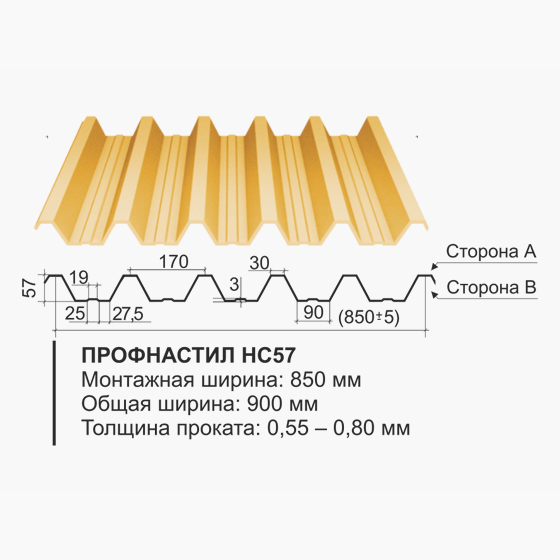 Сторона A
170
30
19
3
57
Сторона B
25
27,5
90
(850±5)
ПРОФНАСТИЛ НС57
Монтажная ширина: 850 мм
Общая ширина: 900 мм
Толщина проката: 0,55 – 0,80 мм